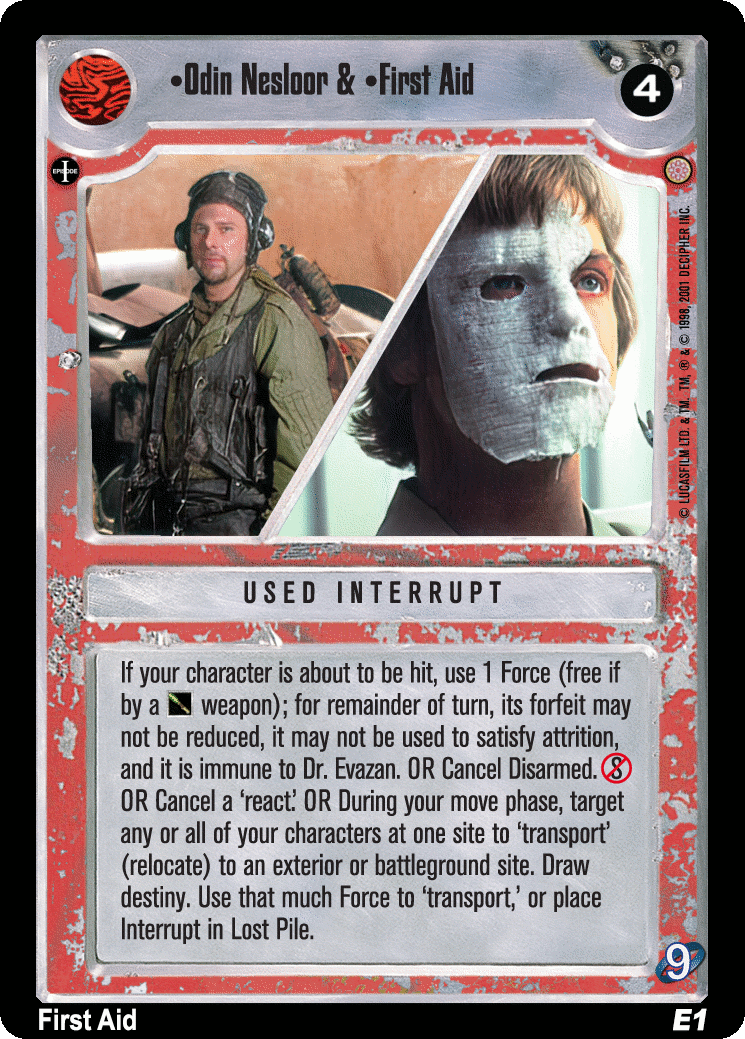 •Odin Nesloor & •First Aid
4
EPISODE I
© LUCASFILM LTD. & TM. TM, ® & © 1998, 2001 DECIPHER INC.
USED INTERRUPT
If your character is about to be hit, use 1 Force (free if
by a weapon); for remainder of turn, its forfeit may
not be reduced, it may not be used to satisfy attrition,
and it is immune to Dr. Evazan. OR Cancel Disarmed. 8
OR Cancel a ‘react.’ OR During your move phase, target
any or all of your characters at one site to ‘transport’
(relocate) to an exterior or battleground site. Draw
destiny. Use that much Force to ‘transport,’ or place
Interrupt in Lost Pile.
9
First Aid
E1